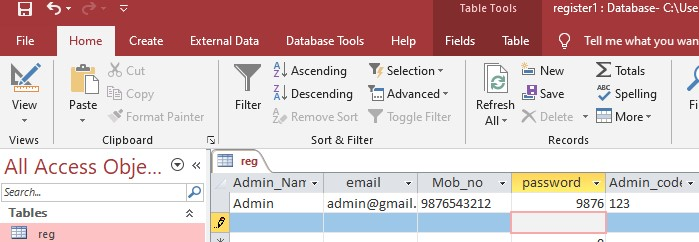 Table Tools register1 : Database- C:\Use
File Home Create External Data Database Tools Help Fields Table Tell me what you want
View Paste Cut Copy Format Painter Filter Ascending Descending Remove Sort Selection Advanced Toggle Filter Refresh All New Save Delete Totals Spelling More Fi
Views Clipboard Sort & Filter Records
All Access Obje... reg
Search...
Tables
reg
Admin_Nam email Mob_no password Admin_code
Admin admin@gmail. 9876543212 9876 123
0